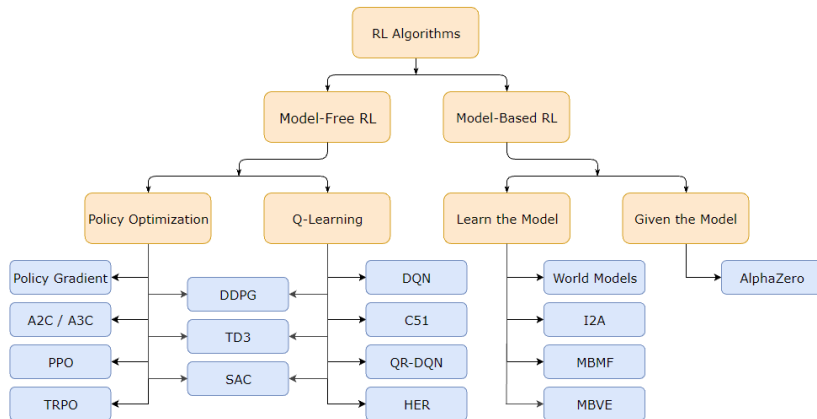 RL Algorithms
Model-Free RL
Model-Based RL
Policy Optimization
Q-Learning
Learn the Model
Given the Model
Policy Gradient
DDPG
DQN
World Models
AlphaZero
A2C / A3C
TD3
C51
I2A
PPO
SAC
QR-DQN
MBMF
TRPO
HER
MBVE